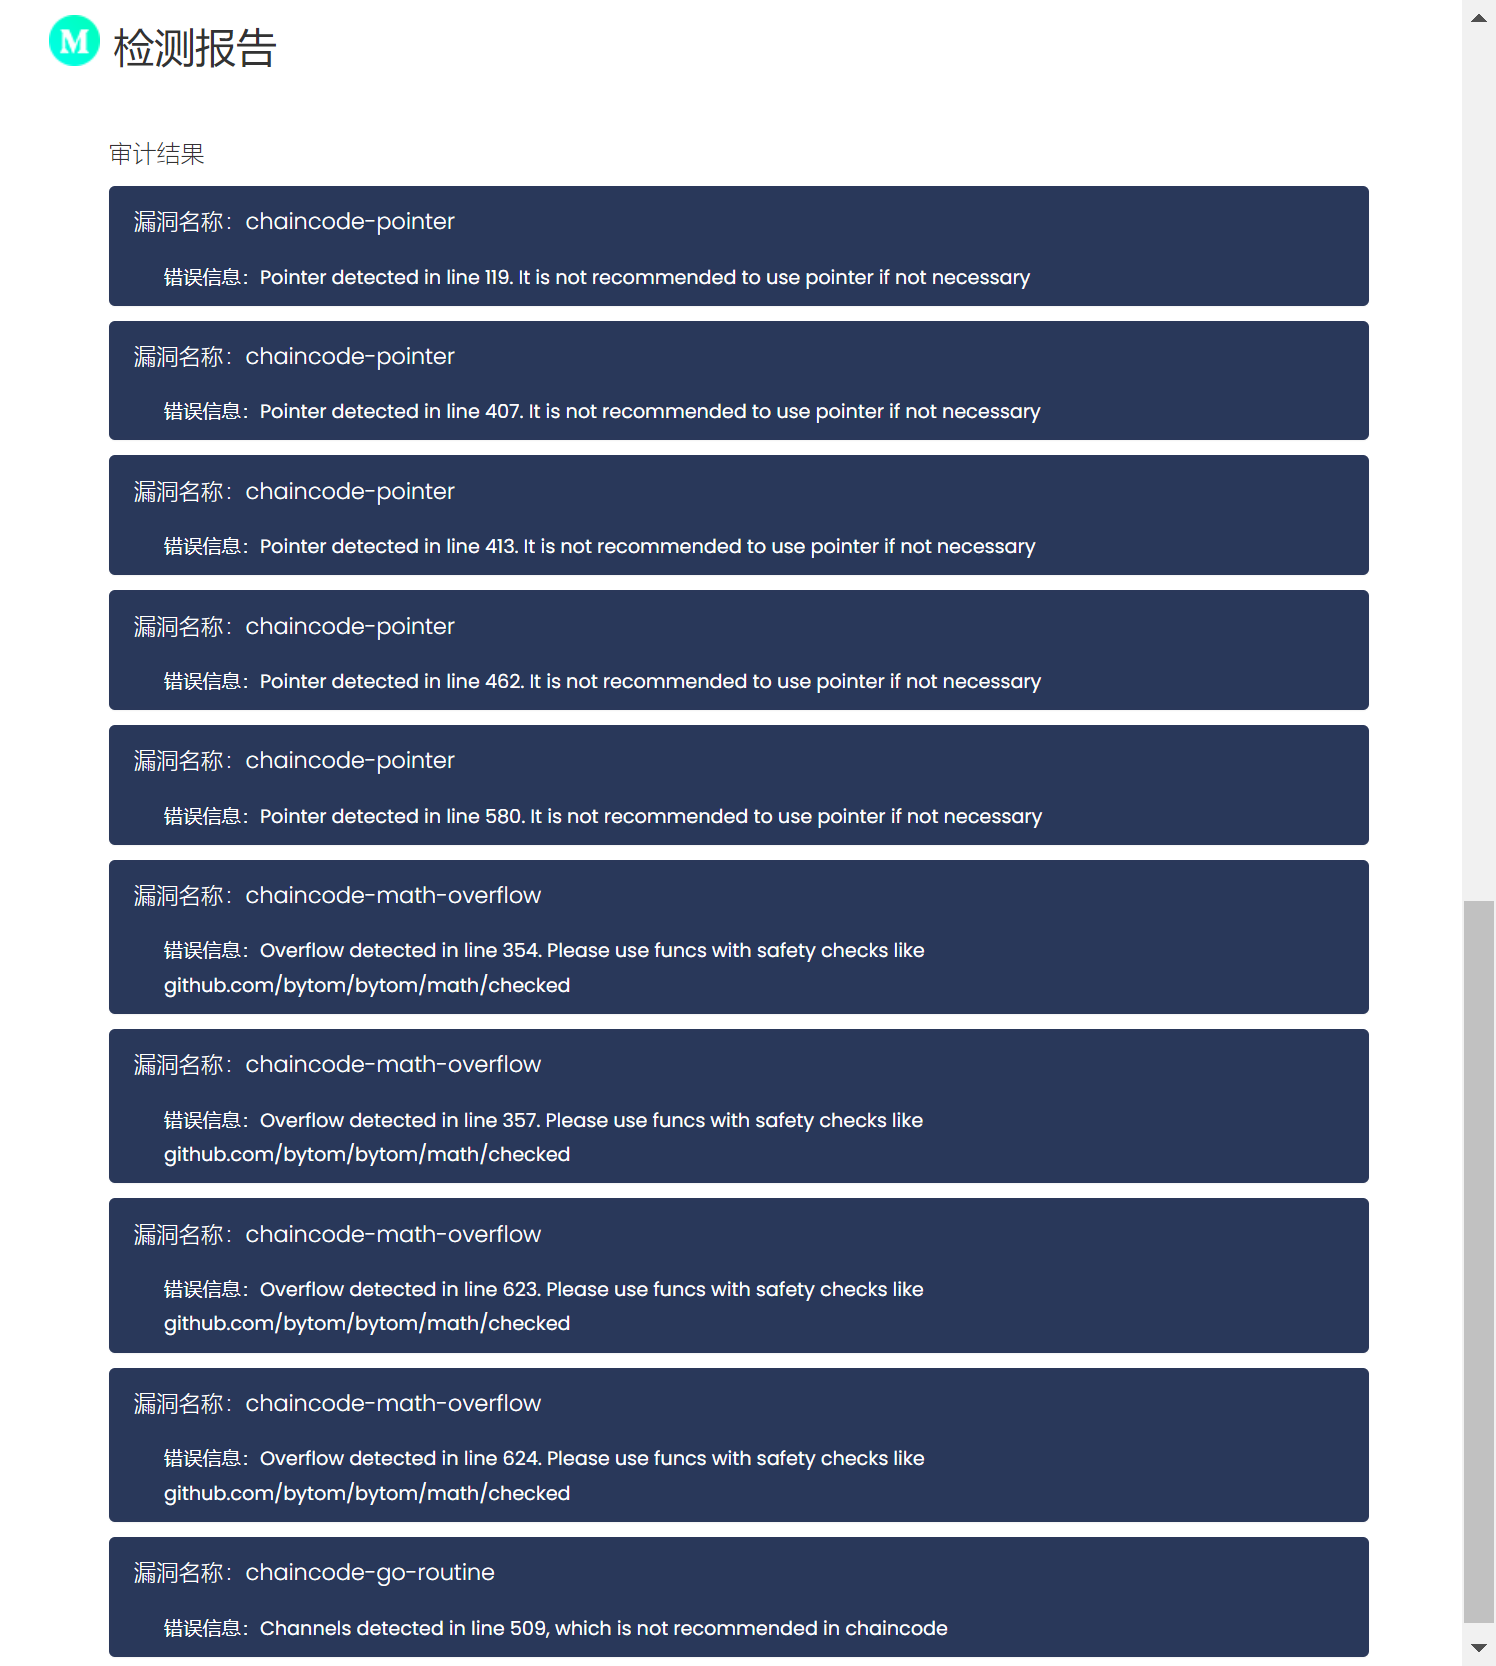 M 检测报告
审计结果
漏洞名称：chaincode-pointer
错误信息：Pointer detected in line 119. It is not recommended to use pointer if not necessary
漏洞名称：chaincode-pointer
错误信息：Pointer detected in line 407. It is not recommended to use pointer if not necessary
漏洞名称：chaincode-pointer
错误信息：Pointer detected in line 413. It is not recommended to use pointer if not necessary
漏洞名称：chaincode-pointer
错误信息：Pointer detected in line 462. It is not recommended to use pointer if not necessary
漏洞名称：chaincode-pointer
错误信息：Pointer detected in line 580. It is not recommended to use pointer if not necessary
漏洞名称：chaincode-math-overflow
错误信息：Overflow detected in line 354. Please use funcs with safety checks like
github.com/bytom/bytom/math/checked
漏洞名称：chaincode-math-overflow
错误信息：Overflow detected in line 357. Please use funcs with safety checks like
github.com/bytom/bytom/math/checked
漏洞名称：chaincode-math-overflow
错误信息：Overflow detected in line 623. Please use funcs with safety checks like
github.com/bytom/bytom/math/checked
漏洞名称：chaincode-math-overflow
错误信息：Overflow detected in line 624. Please use funcs with safety checks like
github.com/bytom/bytom/math/checked
漏洞名称：chaincode-go-routine
错误信息：Channels detected in line 509, which is not recommended in chaincode